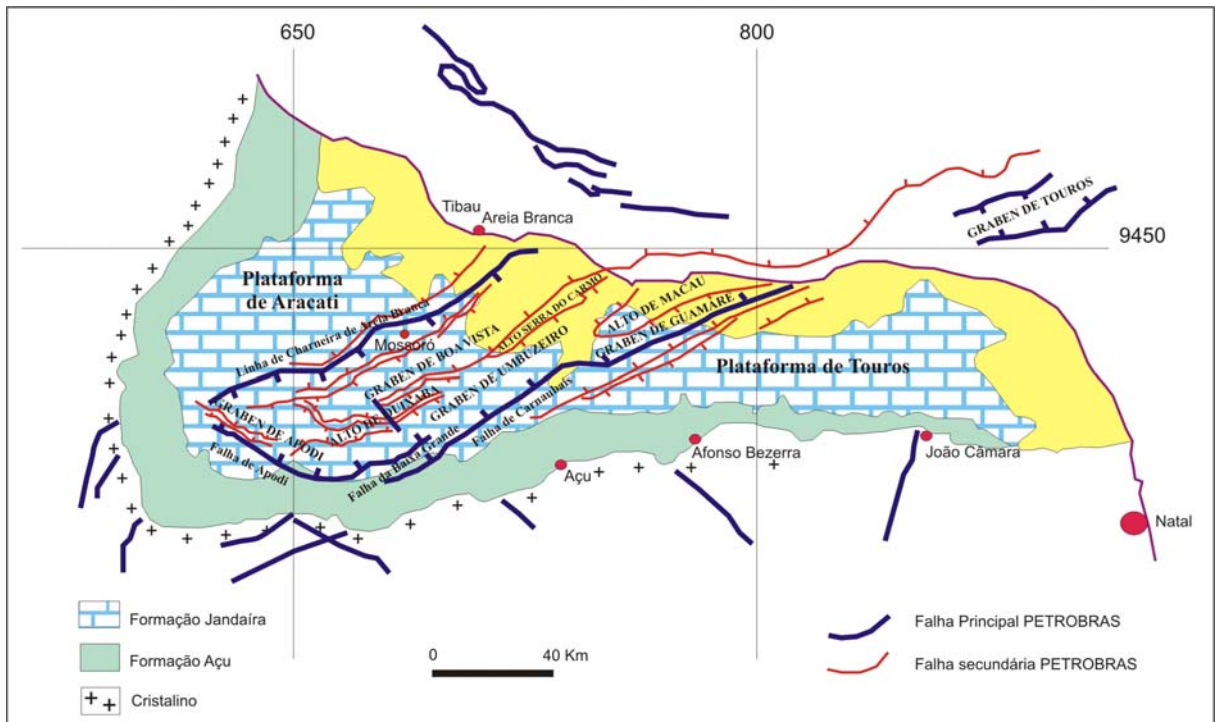 650
800
9450
Tibau
Areia Branca
GRABEN DE TOUROS
Plataforma
de Aracati
Linha de Charneira de Areia Branca
Mossoró
ALTO SERRA DO CARMO
ALTO DE MACAU
GRABEN DE GUAMARÉ
GRABEN DE BOA VISTA
GRABEN DE UMBUZEIRO
Plataforma de Touros
GRABEN DE APODI
ALTO DE QUIXABA
Falha de Apodi
Falha da Baixa Grande
Falha de Carnaubais
Açu
Afonso Bezerra
João Câmara
Natal
Formação Jandaíra
Formação Açu
Cristalino
0 40 Km
Falha Principal PETROBRAS
Falha secundária PETROBRAS